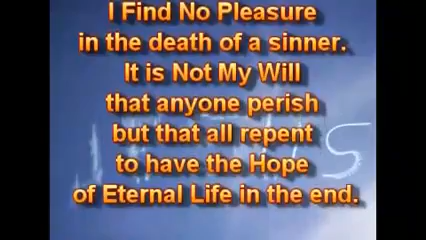 I Find No Pleasure
in the death of a sinner.
It is Not My Will
that anyone perish
but that all repent
to have the Hope
of Eternal Life in the end.